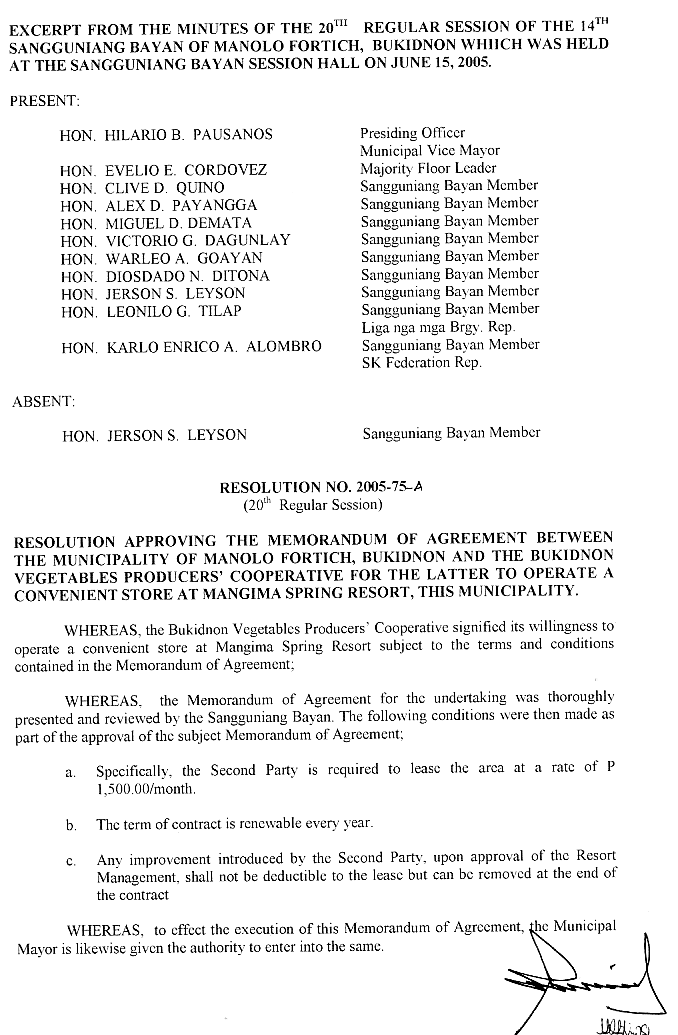 EXCERPT FROM THE MINUTES OF THE 20TH REGULAR SESSION OF THE 14TH
SANGGUNIANG BAYAN OF MANOLO FORTICH, BUKIDNON WHIICH WAS HELD
AT THE SANGGUNIANG BAYAN SESSION HALL ON JUNE 15, 2005.
PRESENT:
HON. HILARIO B. PAUSANOS Presiding Officer
Municipal Vice Mayor
HON. EVELIO E. CORDOVEZ Majority Floor Leader
HON. CLIVE D. QUINO Sangguniang Bayan Member
HON. ALEX D. PAYANGGA Sangguniang Bayan Member
HON. MIGUEL D. DEMATA Sangguniang Bayan Member
HON. VICTORIO G. DAGUNLAY Sangguniang Bayan Member
HON. WARLEO A. GOAYAN Sangguniang Bayan Member
HON. DIOSDADO N. DITONA Sangguniang Bayan Member
HON. JERSON S. LEYSON Sangguniang Bayan Member
HON. LEONILO G. TILAP Sangguniang Bayan Member
Liga nga mga Brgy. Rep.
HON. KARLO ENRICO A. ALOMBRO Sangguniang Bayan Member
SK Federation Rep.
ABSENT:
HON. JERSON S. LEYSON Sangguniang Bayan Member
RESOLUTION NO. 2005-75-A
(20th Regular Session)
RESOLUTION APPROVING THE MEMORANDUM OF AGREEMENT BETWEEN
THE MUNICIPALITY OF MANOLO FORTICH, BUKIDNON AND THE BUKIDNON
VEGETABLES PRODUCERS' COOPERATIVE FOR THE LATTER TO OPERATE A
CONVENIENT STORE AT MANGIMA SPRING RESORT, THIS MUNICIPALITY.
WHEREAS, the Bukidnon Vegetables Producers' Cooperative signified its willingness to
operate a convenient store at Mangima Spring Resort subject to the terms and conditions
contained in the Memorandum of Agreement;
WHEREAS, the Memorandum of Agreement for the undertaking was thoroughly
presented and reviewed by the Sangguniang Bayan. The following conditions were then made as
part of the approval of the subject Memorandum of Agreement;
a. Specifically, the Second Party is required to lease the area at a rate of P
1,500.00/month.
b. The term of contract is renewable every year.
c. Any improvement introduced by the Second Party, upon approval of the Resort
Management, shall not be deductible to the lease but can be removed at the end of
the contract
WHEREAS, to effect the execution of this Memorandum of Agreement, the Municipal
Mayor is likewise given the authority to enter into the same.